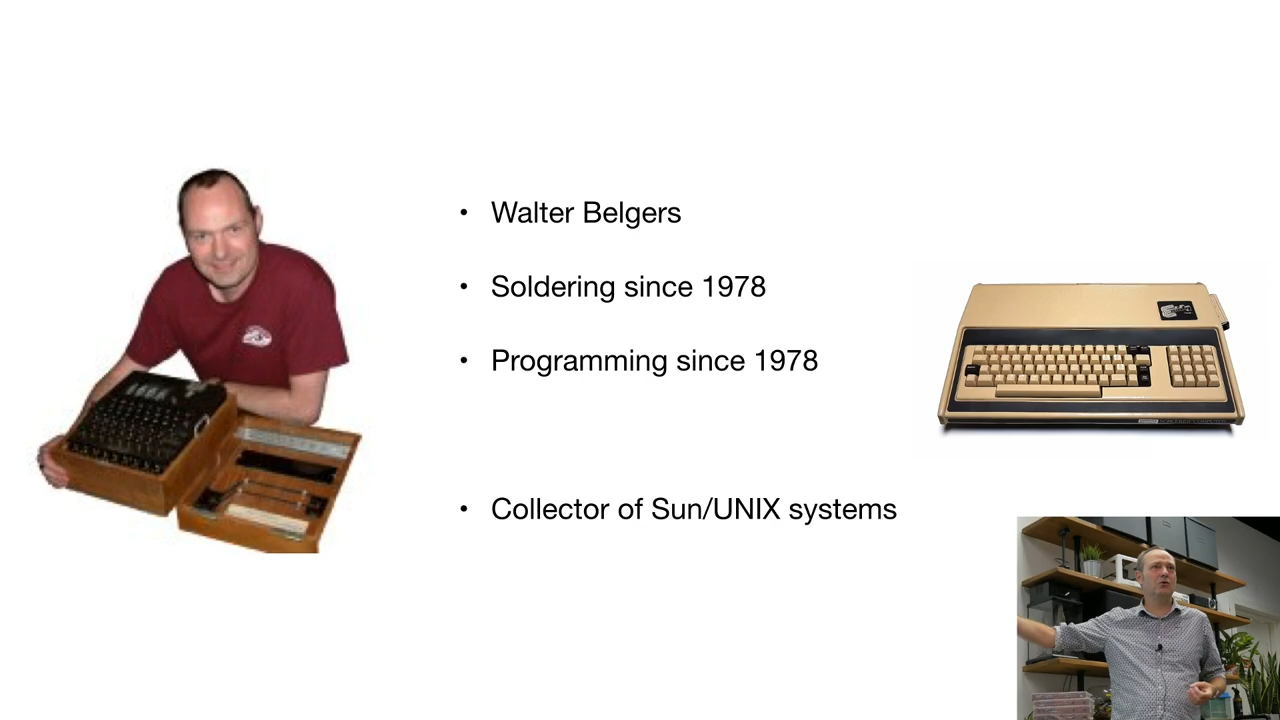 • Walter Belgers
• Soldering since 1978
• Programming since 1978
• Collector of Sun/UNIX systems